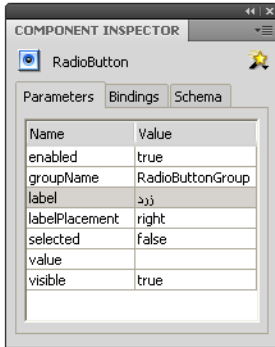 COMPONENT INSPECTOR
RadioButton
Parameters Bindings Schema
Name Value
enabled true
groupName RadioButtonGroup
label زرد
labelPlacement right
selected false
value
visible true